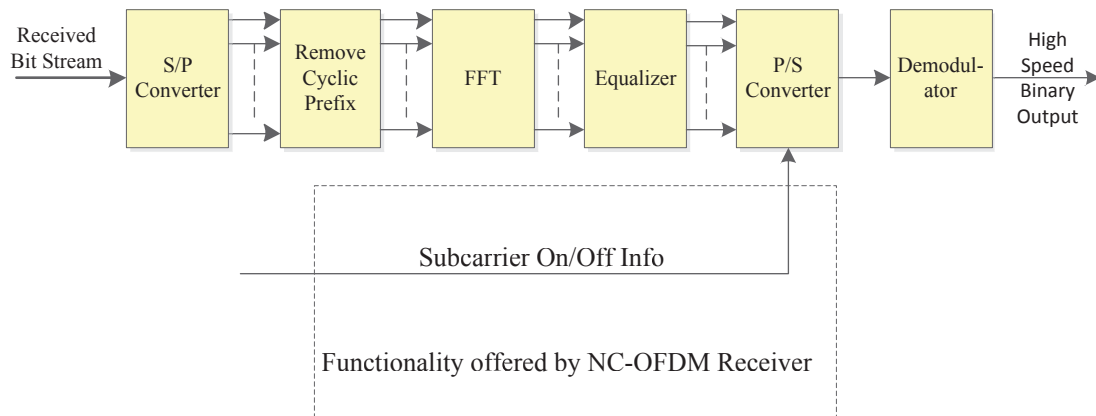 Received
Bit Stream
S/P
Converter
Remove
Cyclic
Prefix
FFT
Equalizer
P/S
Converter
Demodul-
ator
High
Speed
Binary
Output
Subcarrier On/Off Info
Functionality offered by NC-OFDM Receiver